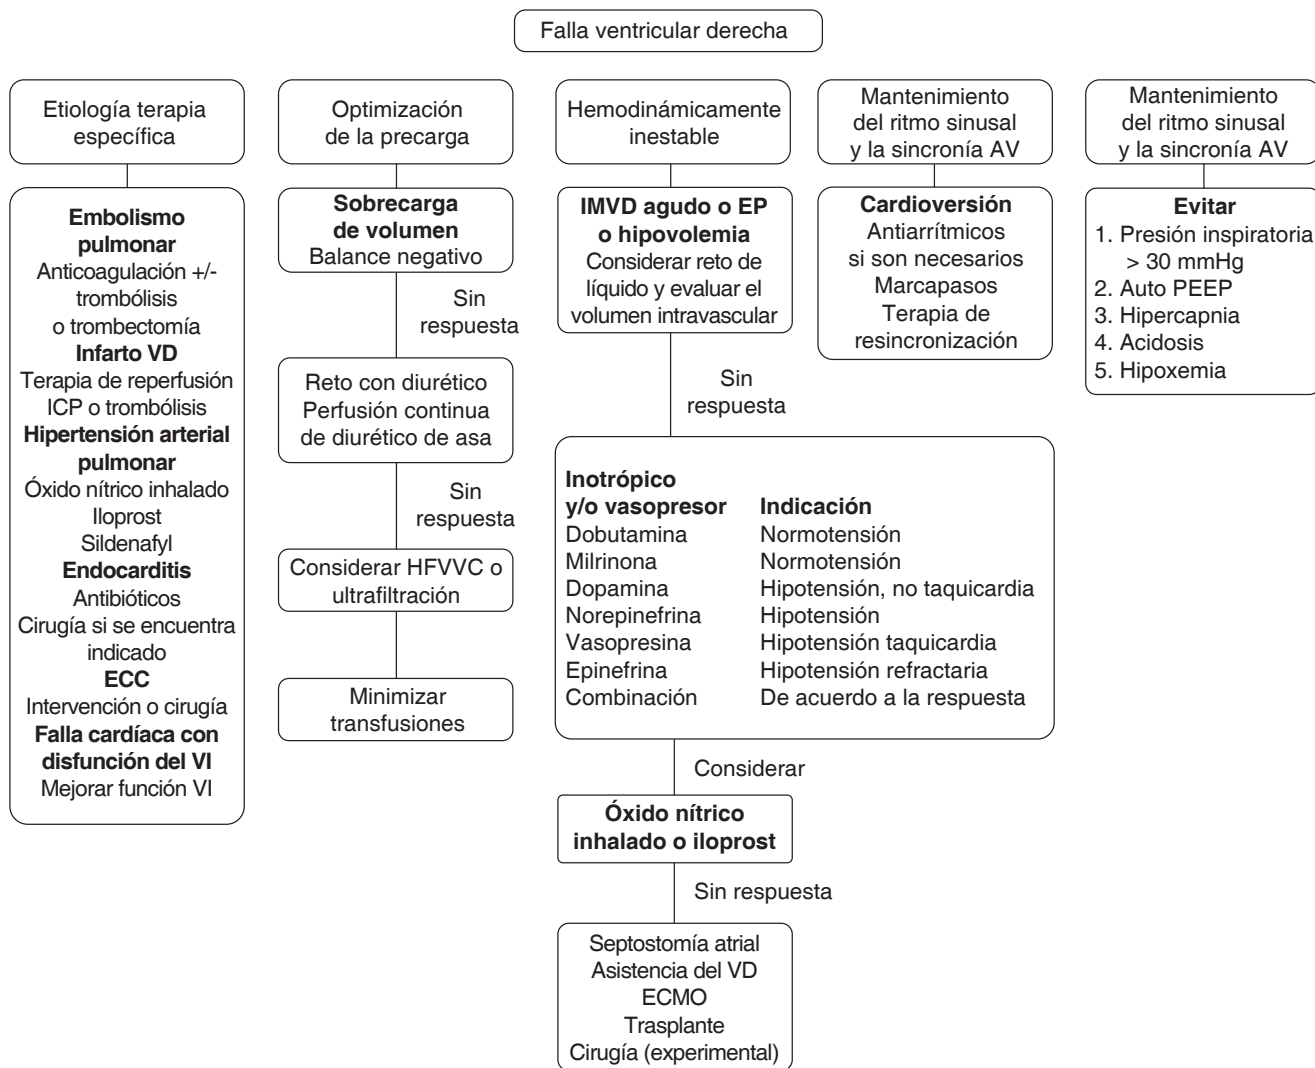 Falla ventricular derecha
Etiología terapia
específica
Embolismo
pulmonar
Anticoagulación +/-
trombólisis
o trombectomía
Infarto VD
Terapia de reperfusión
ICP o trombólisis
Hipertensión arterial
pulmonar
Óxido nítrico inhalado
Iloprost
Sildenafyl
Endocarditis
Antibióticos
Cirugía si se encuentra
indicado
ECC
Intervención o cirugía
Falla cardíaca con
disfunción del VI
Mejorar función VI
Optimización
de la precarga
Sobrecarga
de volumen
Balance negativo
Sin
respuesta
Reto con diurético
Perfusión continua
de diurético de asa
Sin
respuesta
Considerar HFVVC o
ultrafiltración
Minimizar
transfusiones
Hemodinámicamente
inestable
IMVD agudo o EP
o hipovolemia
Considerar reto de
líquido y evaluar el
volumen intravascular
Sin
respuesta
Inotrópico
y/o vasopresor Indicación
Dobutamina Normotensión
Milrinona Normotensión
Dopamina Hipotensión, no taquicardia
Norepinefrina Hipotensión
Vasopresina Hipotensión taquicardia
Epinefrina Hipotensión refractaria
Combinación De acuerdo a la respuesta
Considerar
Óxido nítrico
inhalado o iloprost
Sin respuesta
Septostomía atrial
Asistencia del VD
ECMO
Trasplante
Cirugía (experimental)
Mantenimiento
del ritmo sinusal
y la sincronía AV
Cardioversión
Antiarrítmicos
si son necesarios
Marcapasos
Terapia de
resincronización
Mantenimiento
del ritmo sinusal
y la sincronía AV
Evitar
1. Presión inspiratoria
> 30 mmHg
2. Auto PEEP
3. Hipercapnia
4. Acidosis
5. Hipoxemia